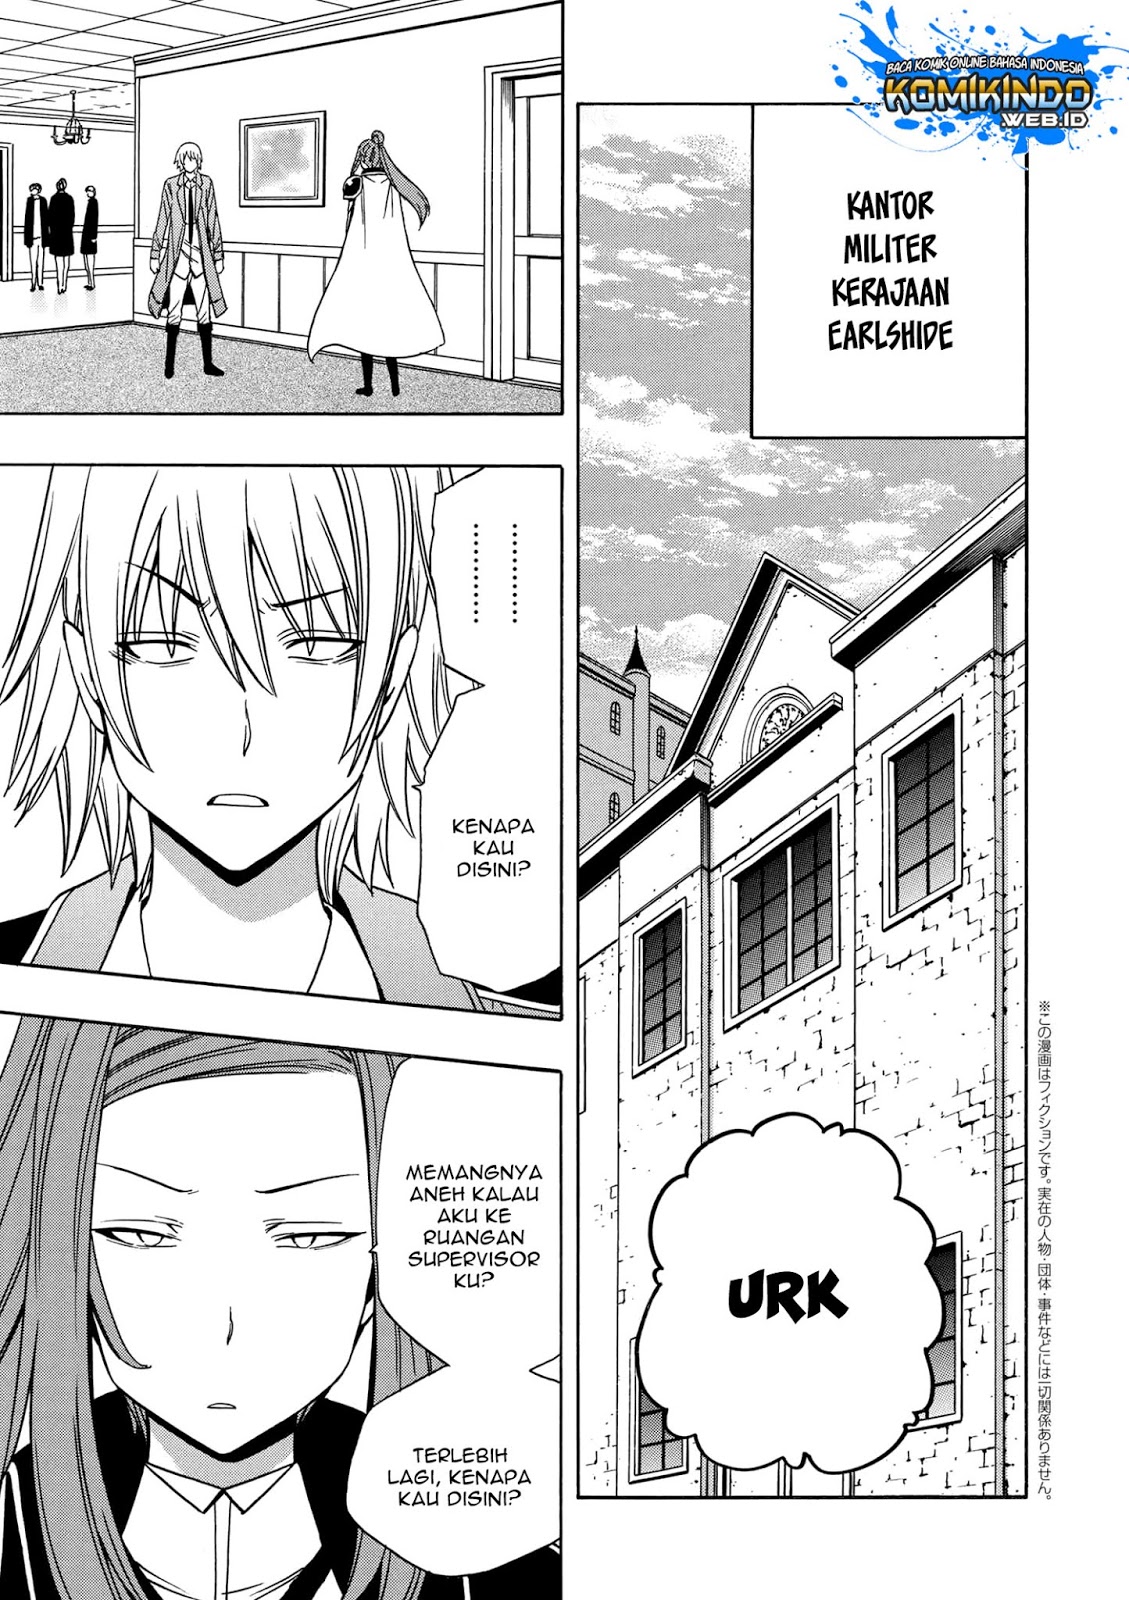 BACA KOMIK ONLINE BAHASA INDONESIA
KOMIKINDO
.WEB.ID
KANTOR
MILITER
KERAJAAN
EARLSHIDE
URK
※この漫画はフィクションです。実在の人物・団体・事件などには一切関係ありません。
KENAPA
KAU
DISINI?
MEMANGNYA
ANEH KALAU
AKU KE
RUANGAN
SUPERVISOR
KU?
TERLEBIH
LAGI, KENAPA
KAU DISINI?